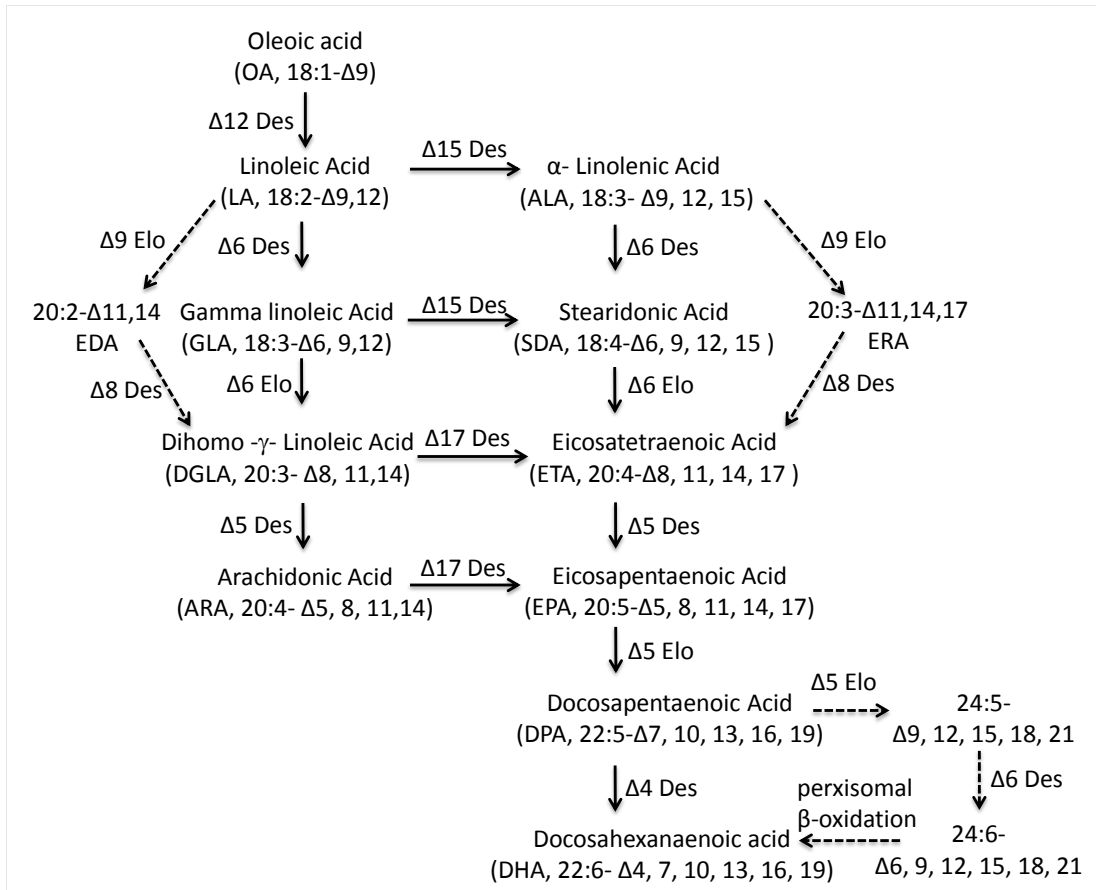 Oleoic acid
(OA, 18:1-Δ9)
Δ12 Des
Linoleic Acid
(LA, 18:2-Δ9,12)
Δ15 Des
α- Linolenic Acid
(ALA, 18:3- Δ9, 12, 15)
Δ9 Elo
Δ6 Des
Δ6 Des
Δ9 Elo
20:2-Δ11,14
EDA
Gamma linoleic Acid
(GLA, 18:3-Δ6, 9,12)
Δ15 Des
Stearidonic Acid
(SDA, 18:4-Δ6, 9, 12, 15 )
20:3-Δ11,14,17
ERA
Δ8 Des
Δ6 Elo
Δ6 Elo
Δ8 Des
Dihomo -γ- Linoleic Acid
(DGLA, 20:3- Δ8, 11,14)
Δ17 Des
Eicosatetraenoic Acid
(ETA, 20:4-Δ8, 11, 14, 17 )
Δ5 Des
Δ5 Des
Arachidonic Acid
(ARA, 20:4- Δ5, 8, 11,14)
Δ17 Des
Eicosapentaenoic Acid
(EPA, 20:5-Δ5, 8, 11, 14, 17)
Δ5 Elo
Docosapentaenoic Acid
(DPA, 22:5-Δ7, 10, 13, 16, 19)
Δ5 Elo
24:5-
Δ9, 12, 15, 18, 21
Δ4 Des
Δ6 Des
perxisomal
β-oxidation
Docosahexanaenoic acid
(DHA, 22:6- Δ4, 7, 10, 13, 16, 19)
24:6-
Δ6, 9, 12, 15, 18, 21